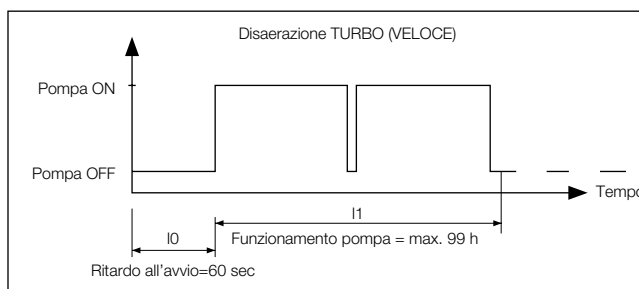 Disaerazione TURBO (VELOCE)
Pompa ON
Pompa OFF
Tempo
I1
I0
Funzionamento pompa = max. 99 h
Ritardo all'avvio=60 sec